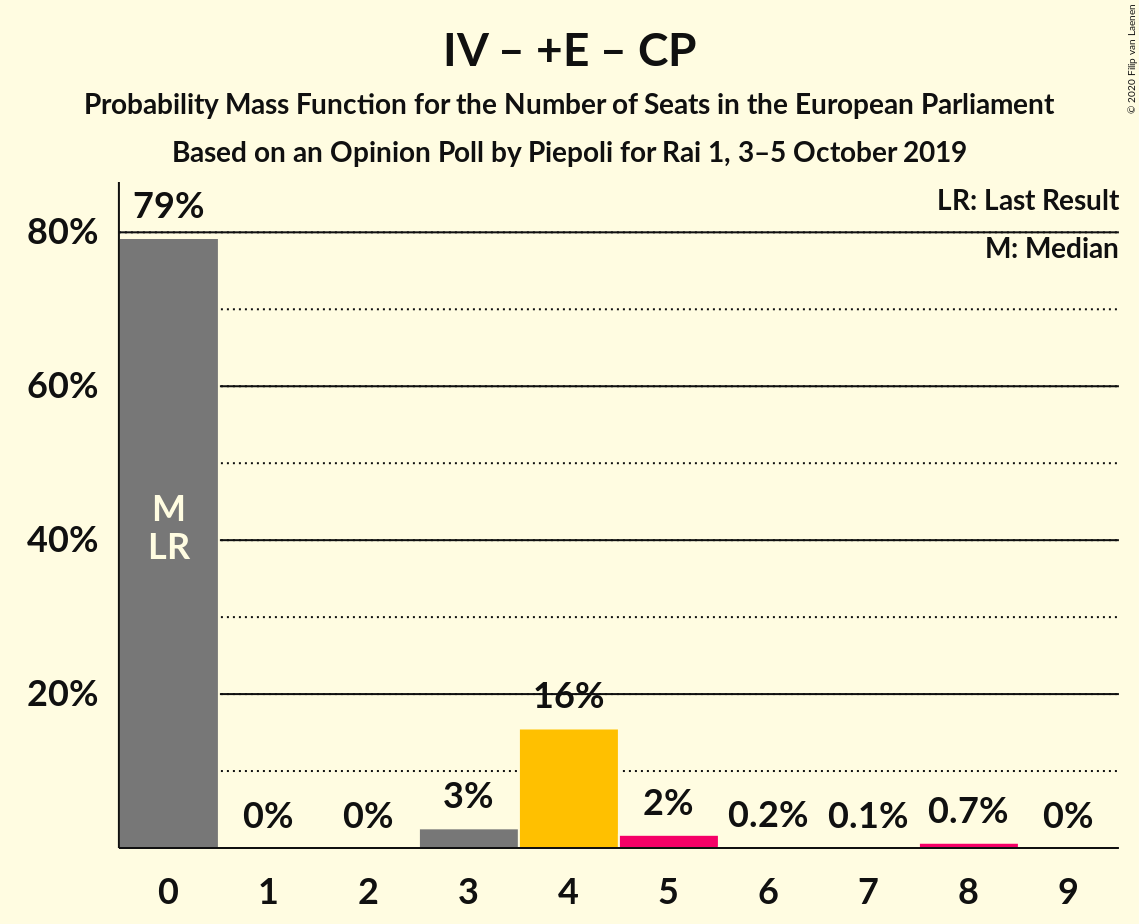 IV – +E – CP
Probability Mass Function for the Number of Seats in the European Parliament
Based on an Opinion Poll by Piepoli for Rai 1, 3–5 October 2019
© 2020 Filip van Laenen
LR: Last Result
M: Median
80%
60%
40%
20%
79%
M
LR
0%
0%
3%
16%
2%
0.2%
0.1%
0.7%
0%
0 1 2 3 4 5 6 7 8 9